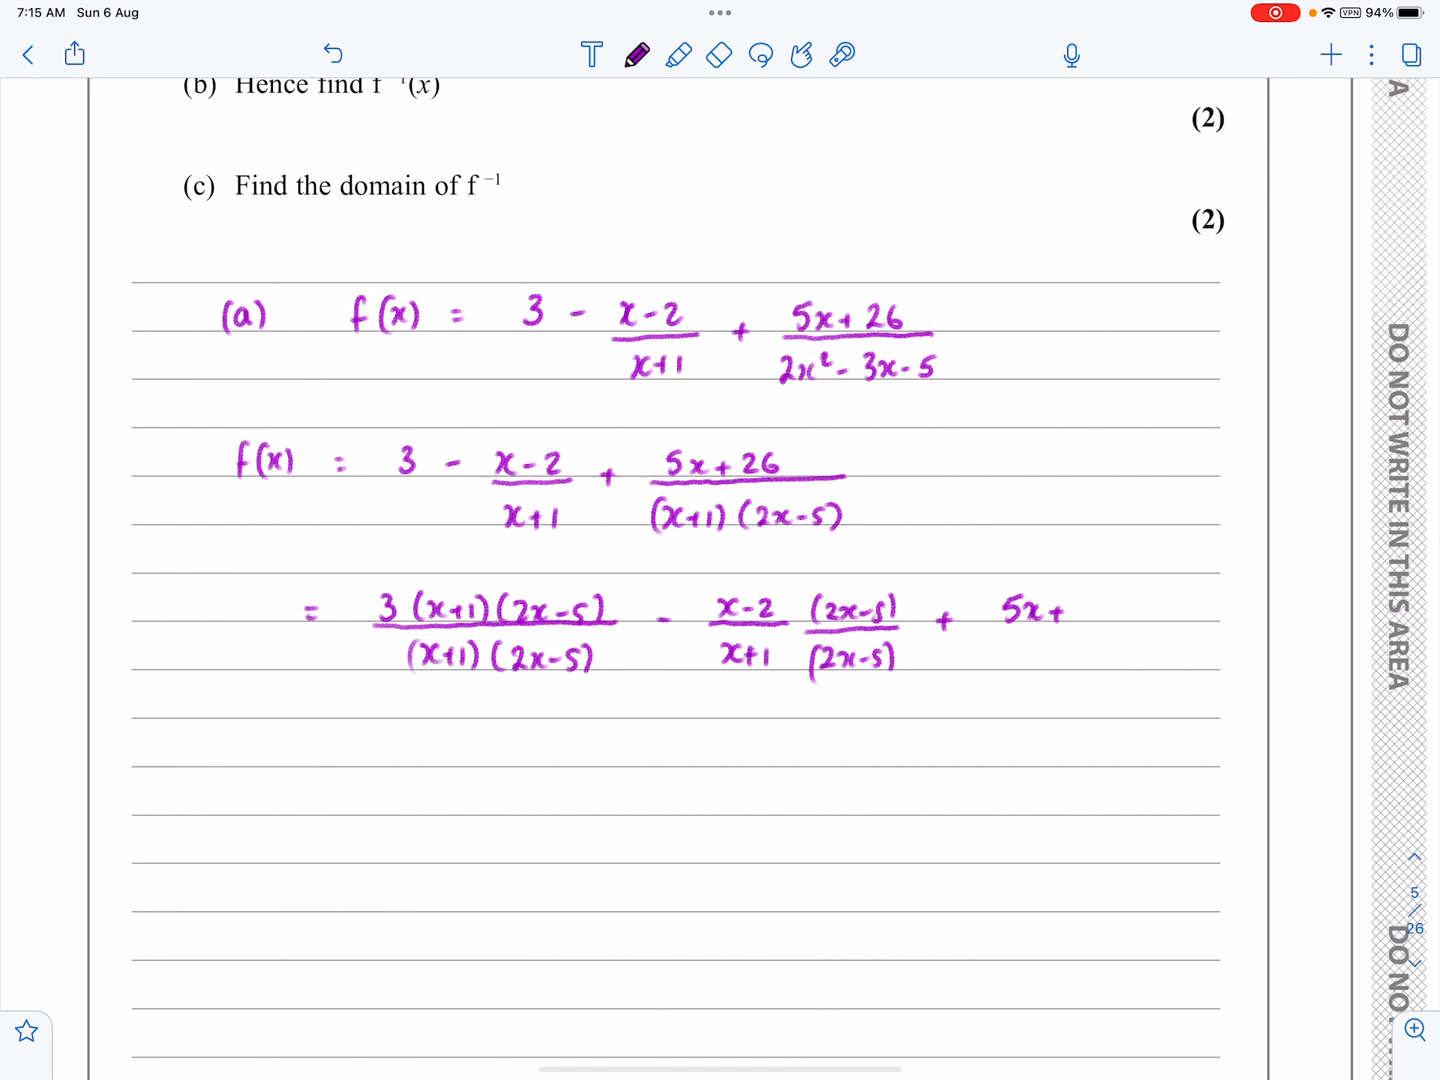 7:15 AM Sun 6 Aug
VPN 94%
(b) Hence find f⁻¹(x)
(2)
(c) Find the domain of f⁻¹
(2)
(a) f(x) = 3 - (x-2)/(x+1) + (5x+26)/(2x²-3x-5)
f(x) = 3 - (x-2)/(x+1) + (5x+26)/((x+1)(2x-5))
= 3(x+1)(2x-5)/((x+1)(2x-5)) - (x-2)/(x+1) (2x-5)/(2x-5) + 5x+
A
DO NOT WRITE IN THIS AREA
DO NO
5/26